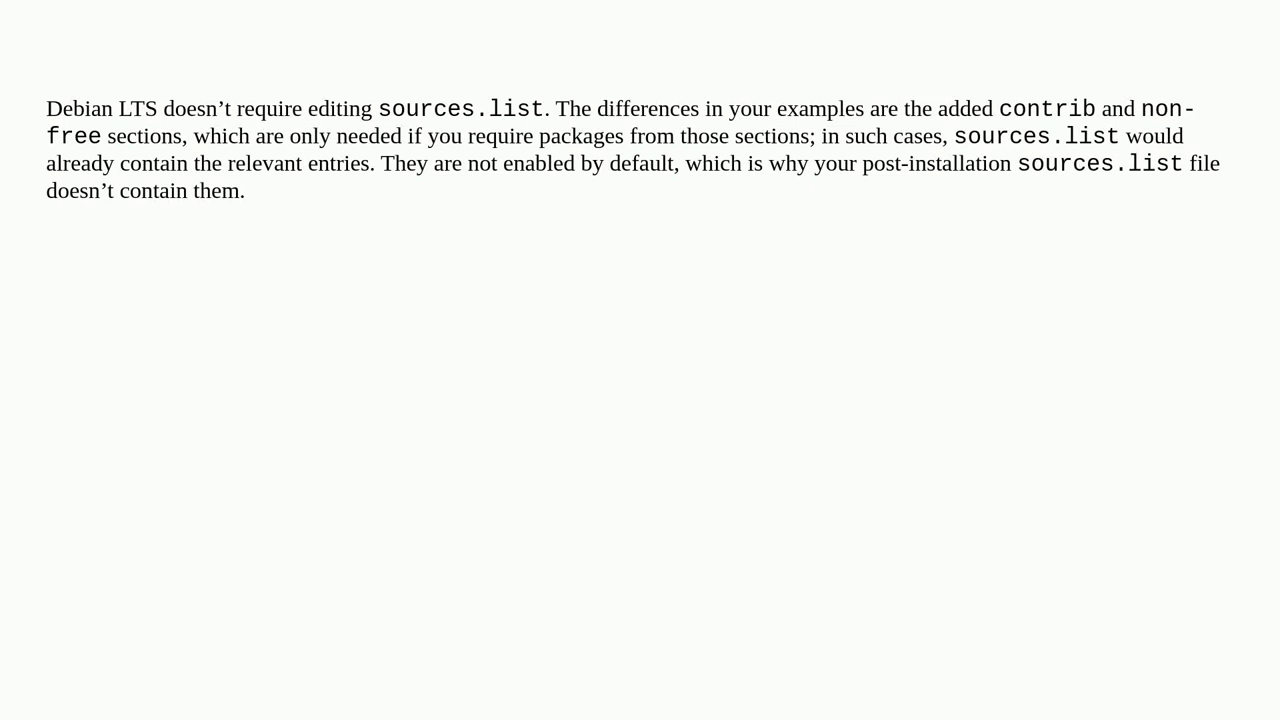 Debian LTS doesn’t require editing sources.list. The differences in your examples are the added contrib and non-
free sections, which are only needed if you require packages from those sections; in such cases, sources.list would
already contain the relevant entries. They are not enabled by default, which is why your post-installation sources.list file
doesn’t contain them.